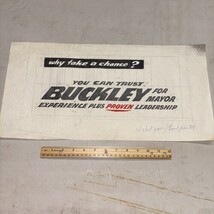 why take a chance?
YOU CAN TRUST
BUCKLEY FOR MAYOR
EXPERIENCE PLUS PROVEN LEADERSHIP